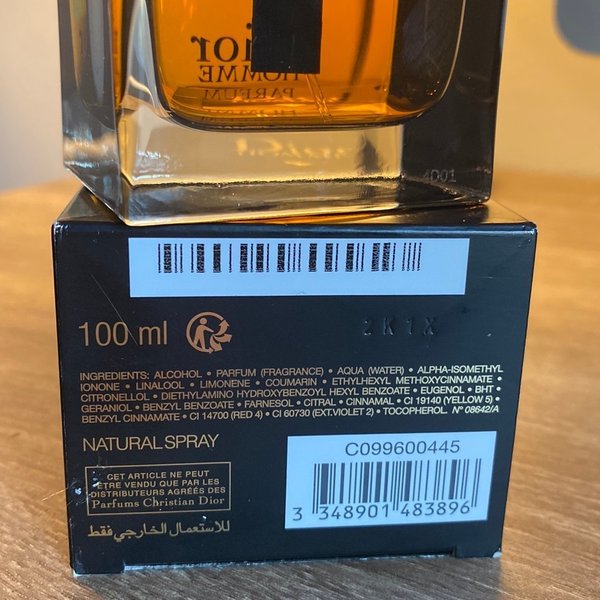 ior
HOMME
PARFUM
4D01
100 ml
2K1X
INGREDIENTS: ALCOHOL • PARFUM (FRAGRANCE) • AQUA (WATER) • ALPHA-ISOMETHYL
IONONE • LINALOOL • LIMONENE • COUMARIN • ETHYLHEXYL METHOXYCINNAMATE •
CITRONELLOL • DIETHYLAMINO HYDROXYBENZOYL HEXYL BENZOATE • EUGENOL • BHT •
GERANIOL • BENZYL BENZOATE • FARNESOL • CITRAL • CINNAMAL • CI 19140 (YELLOW 5) •
BENZYL CINNAMATE • CI 14700 (RED 4) • CI 60730 (EXT.VIOLET 2) • TOCOPHEROL. N° 08642/A
NATURAL SPRAY
C099600445
3 348901 483896
CET ARTICLE NE PEUT
ÊTRE VENDU QUE PAR LES
DISTRIBUTEURS AGRÉÉS DES
Parfums Christian Dior
للاستعمال الخارجي فقط